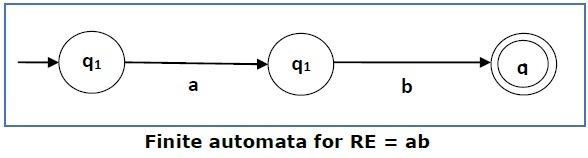 q₁ q₁ q
a b
Finite automata for RE = ab